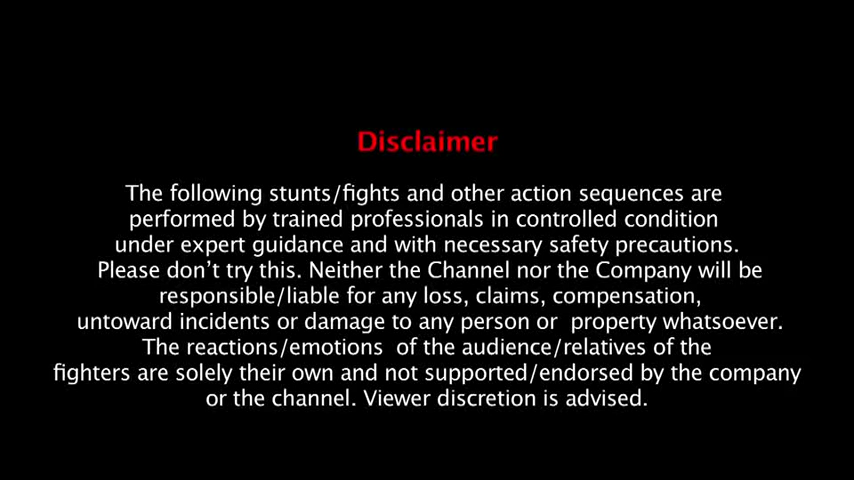 Disclaimer
The following stunts/fights and other action sequences are
performed by trained professionals in controlled condition
under expert guidance and with necessary safety precautions.
Please don't try this. Neither the Channel nor the Company will be
responsible/liable for any loss, claims, compensation,
untoward incidents or damage to any person or  property whatsoever.
The reactions/emotions  of the audience/relatives of the
fighters are solely their own and not supported/endorsed by the company
or the channel. Viewer discretion is advised.